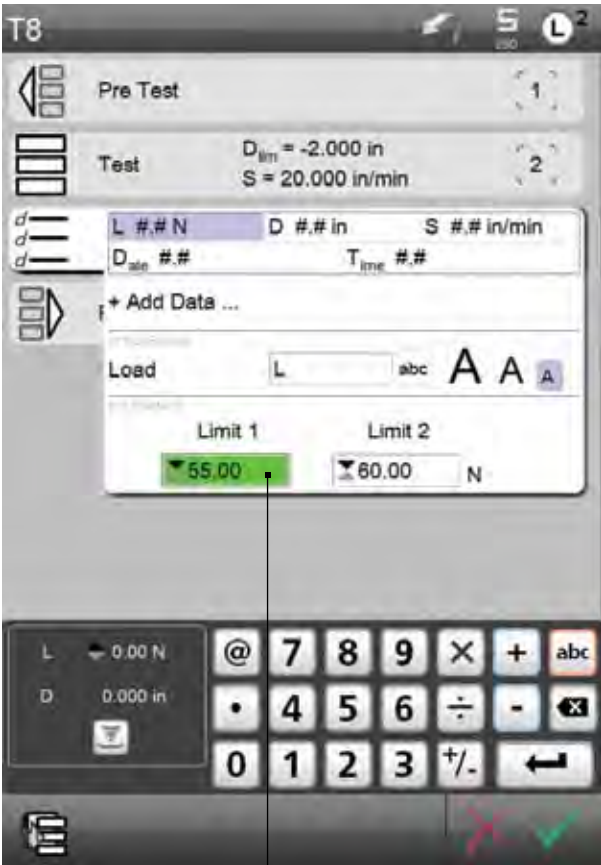 T8
S
L 2
Pre Test 1
Test
Dlim = -2.000 in
S = 20.000 in/min
2
d
d
d
L #.# N D #.# in S #.# in/min
Date #.# Time #.#
+ Add Data ...
Load L abc A A A
Limit 1 Limit 2
55.00 60.00 N
L 0.00 N
D 0.000 in
@ 7 8 9 × + abc
• 4 5 6 ÷ -
0 1 2 3 +/-